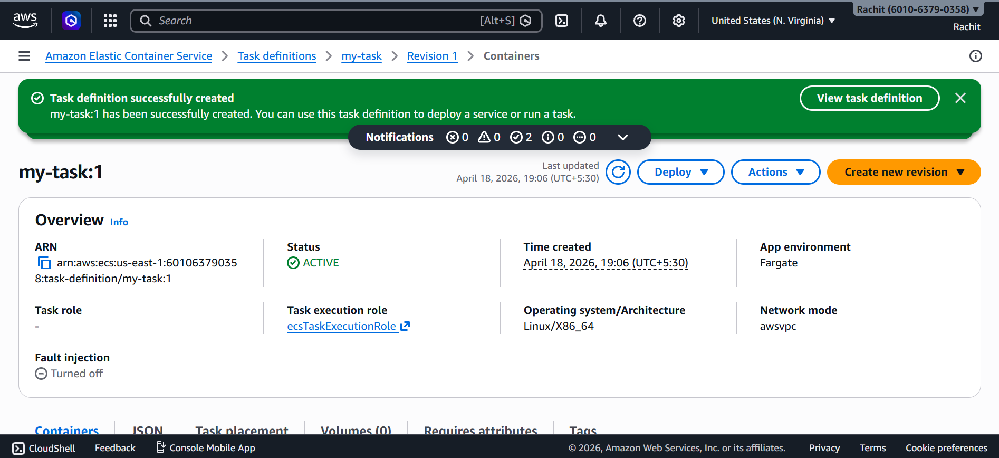 aws
Search
[Alt+S]
United States (N. Virginia)
Rachit (6010-6379-0358)
Rachit
Amazon Elastic Container Service
Task definitions
my-task
Revision 1
Containers
Task definition successfully created
my-task:1 has been successfully created. You can use this task definition to deploy a service or run a task.
View task definition
Notifications 0 0 2 0 0
my-task:1
Last updated
April 18, 2026, 19:06 (UTC+5:30)
Deploy
Actions
Create new revision
Overview Info
ARN
arn:aws:ecs:us-east-1:60106379035
8:task-definition/my-task:1
Status
ACTIVE
Time created
April 18, 2026, 19:06 (UTC+5:30)
App environment
Fargate
Task role
-
Task execution role
ecsTaskExecutionRole
Operating system/Architecture
Linux/X86_64
Network mode
awsvpc
Fault injection
Turned off
Containers
JSON
Task placement
Volumes (0)
Requires attributes
Tags
CloudShell
Feedback
Console Mobile App
© 2026, Amazon Web Services, Inc. or its affiliates.
Privacy
Terms
Cookie preferences